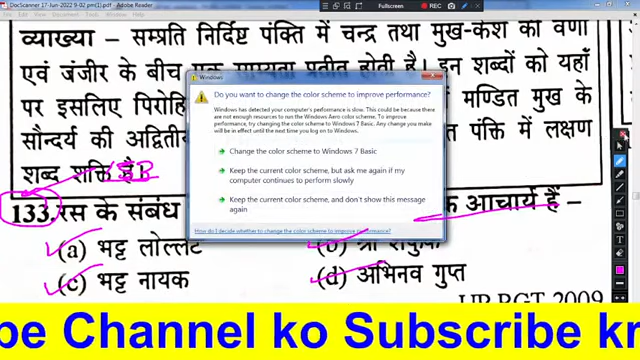 DocScanner 17-Jun-2022 9-02 pm(1).pdf - Adobe Reader
Fullscreen
REC
व्याख्या – सम्प्रति निर्दिष्ट पंक्ति में चन्द्र तथा मुख-केश का वर्णा
एवं जंजीर के बीच एक होती है। इन शब्दों को यहाँ
पर इसलिए पिरोहि मण्डित मुख के
सौन्दर्य की अद्वितीय पंक्ति में लक्षण
शब्द शक्ति है।
Windows
Do you want to change the color scheme to improve performance?
Windows has detected your computer's performance is slow. This could be because there
are not enough resources to run the Windows Aero color scheme. To improve
performance, try changing the color scheme to Windows 7 Basic. Any change you make
will be in effect until the next time you log on to Windows.
Change the color scheme to Windows 7 Basic
Keep the current color scheme, but ask me again if my
computer continues to perform slowly
Keep the current color scheme, and don't show this message
again
How do I decide whether to change the color scheme to improve performance?
133. रस के संबंध क आचार्य हैं –
(a) भट्ट लोल्लट (b) श्री शंकुक
(c) भट्ट नायक (d) अभिनव गुप्त
UP PGT 2009
be Channel ko Subscribe kr